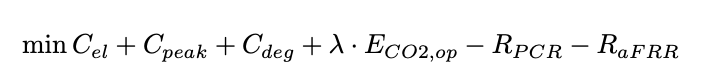 min C_{el} + C_{peak} + C_{deg} + λ · E_{CO2,op} − R_{PCR} − R_{aFRR}